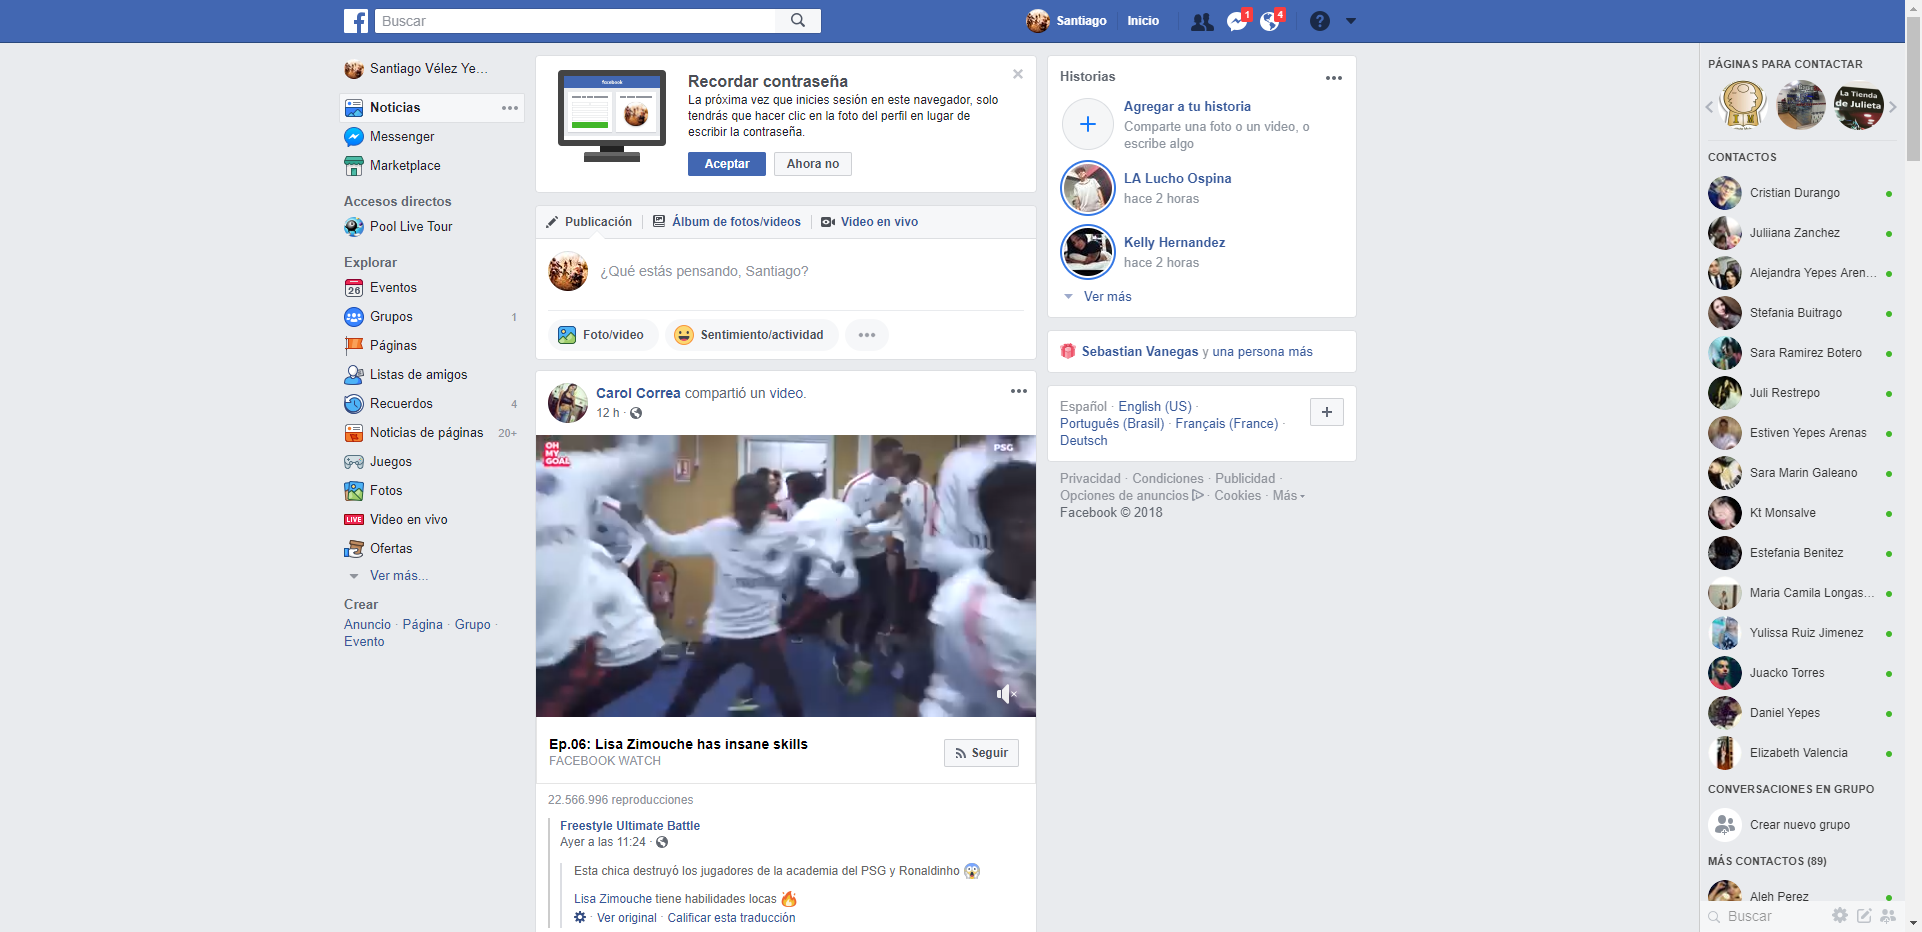 Buscar
Santiago
Inicio
1
4
Santiago Vélez Ye...
Noticias
Messenger
Marketplace
Accesos directos
Pool Live Tour
Explorar
26
Eventos
Grupos 1
Páginas
Listas de amigos
Recuerdos 4
Noticias de páginas 20+
Juegos
Fotos
LIVE
Video en vivo
Ofertas
Ver más...
Crear
Anuncio · Página · Grupo ·
Evento
facebook
Recordar contraseña
La próxima vez que inicies sesión en este navegador, solo
tendrás que hacer clic en la foto del perfil en lugar de
escribir la contraseña.
Aceptar
Ahora no
Publicación
Álbum de fotos/videos
Video en vivo
¿Qué estás pensando, Santiago?
Foto/video
Sentimiento/actividad
Carol Correa compartió un video.
12 h ·
OH
MY
GOAL
PSG
Ep.06: Lisa Zimouche has insane skills
FACEBOOK WATCH
Seguir
22.566.996 reproducciones
Freestyle Ultimate Battle
Ayer a las 11:24 ·
Esta chica destruyó los jugadores de la academia del PSG y Ronaldinho 😱
Lisa Zimouche tiene habilidades locas 🔥
· Ver original · Calificar esta traducción
Historias
Agregar a tu historia
Comparte una foto o un video, o
escribe algo
LA Lucho Ospina
hace 2 horas
Kelly Hernandez
hace 2 horas
Ver más
Sebastian Vanegas y una persona más
Español · English (US) ·
Português (Brasil) · Français (France) ·
Deutsch
Privacidad · Condiciones · Publicidad ·
Opciones de anuncios · Cookies · Más
Facebook © 2018
PÁGINAS PARA CONTACTAR
La Tienda
de Julieta
CONTACTOS
Cristian Durango
Juliiana Zanchez
Alejandra Yepes Aren...
Stefania Buitrago
Sara Ramirez Botero
Juli Restrepo
Estiven Yepes Arenas
Sara Marin Galeano
Kt Monsalve
Estefania Benitez
Maria Camila Longas...
Yulissa Ruiz Jimenez
Juacko Torres
Daniel Yepes
Elizabeth Valencia
CONVERSACIONES EN GRUPO
Crear nuevo grupo
MÁS CONTACTOS (89)
Aleh Perez
Buscar